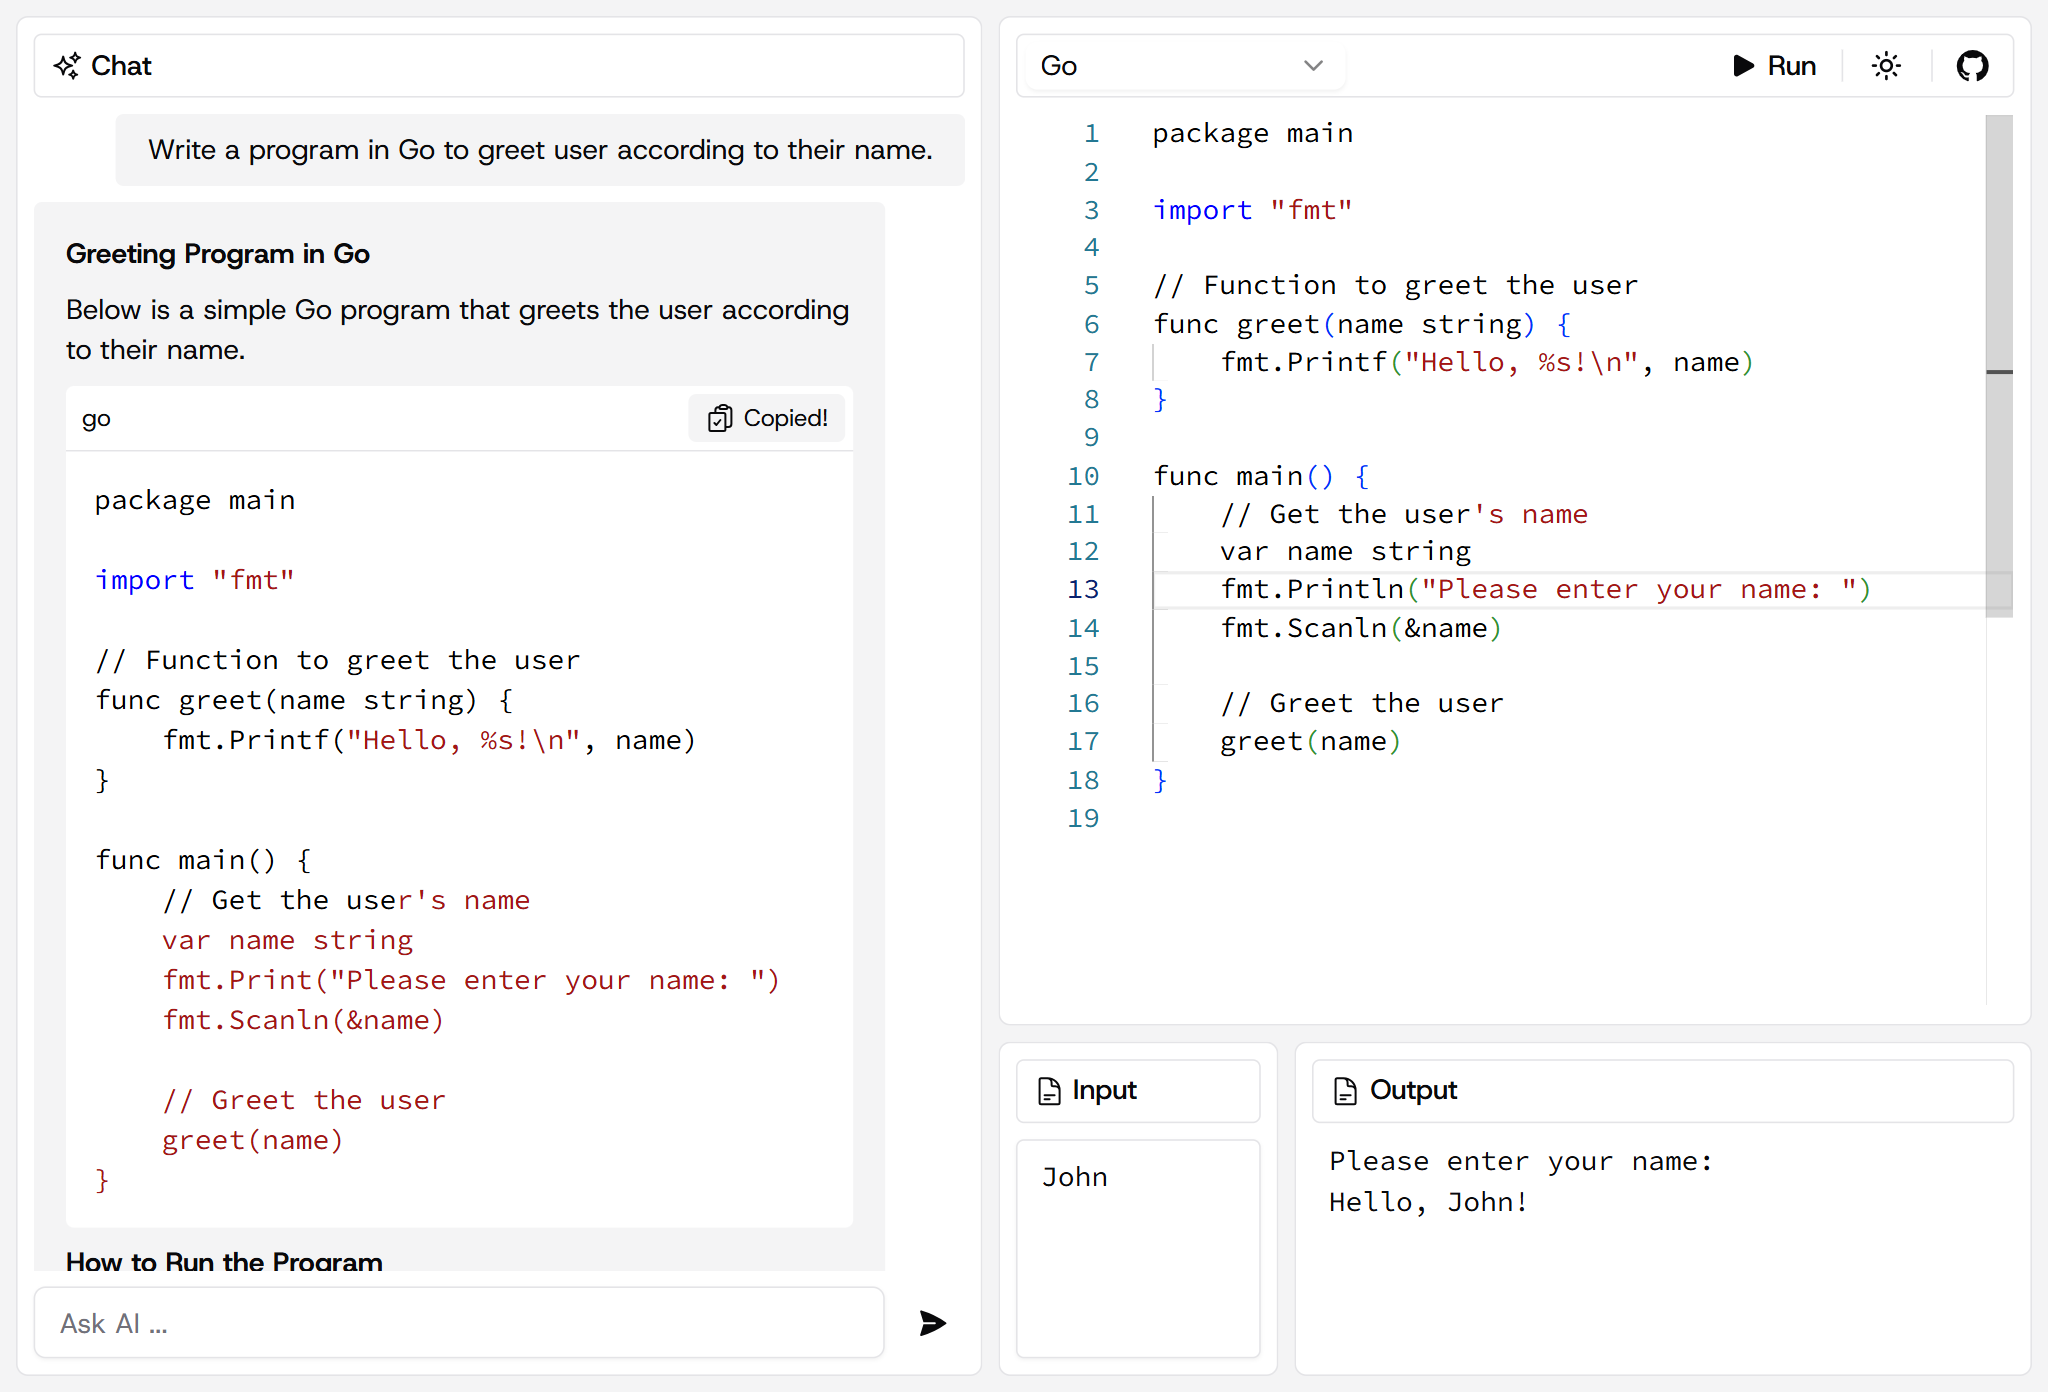 Chat
Write a program in Go to greet user according to their name.
Greeting Program in Go
Below is a simple Go program that greets the user according
to their name.
go
Copied!
package main
import "fmt"
// Function to greet the user
func greet(name string) {
    fmt.Printf("Hello, %s!\n", name)
}
func main() {
    // Get the user's name
    var name string
    fmt.Print("Please enter your name: ")
    fmt.Scanln(&name)
    // Greet the user
    greet(name)
}
How to Run the Program
Ask AI ...
Go
Run
1 package main
2
3 import "fmt"
4
5 // Function to greet the user
6 func greet(name string) {
7     fmt.Printf("Hello, %s!\n", name)
8 }
9
10 func main() {
11     // Get the user's name
12     var name string
13     fmt.Println("Please enter your name: ")
14     fmt.Scanln(&name)
15
16     // Greet the user
17     greet(name)
18 }
19
Input
John
Output
Please enter your name:
Hello, John!